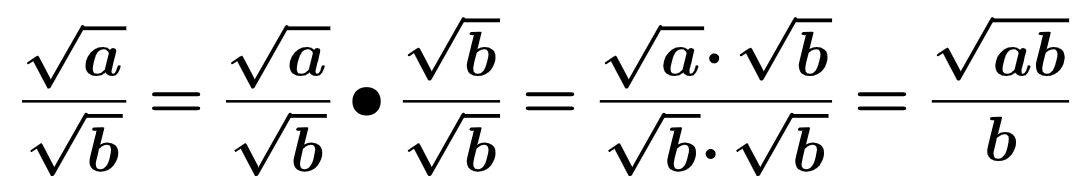 √a/√b = √a/√b • √b/√b = √a·√b/√b·√b = √ab/b